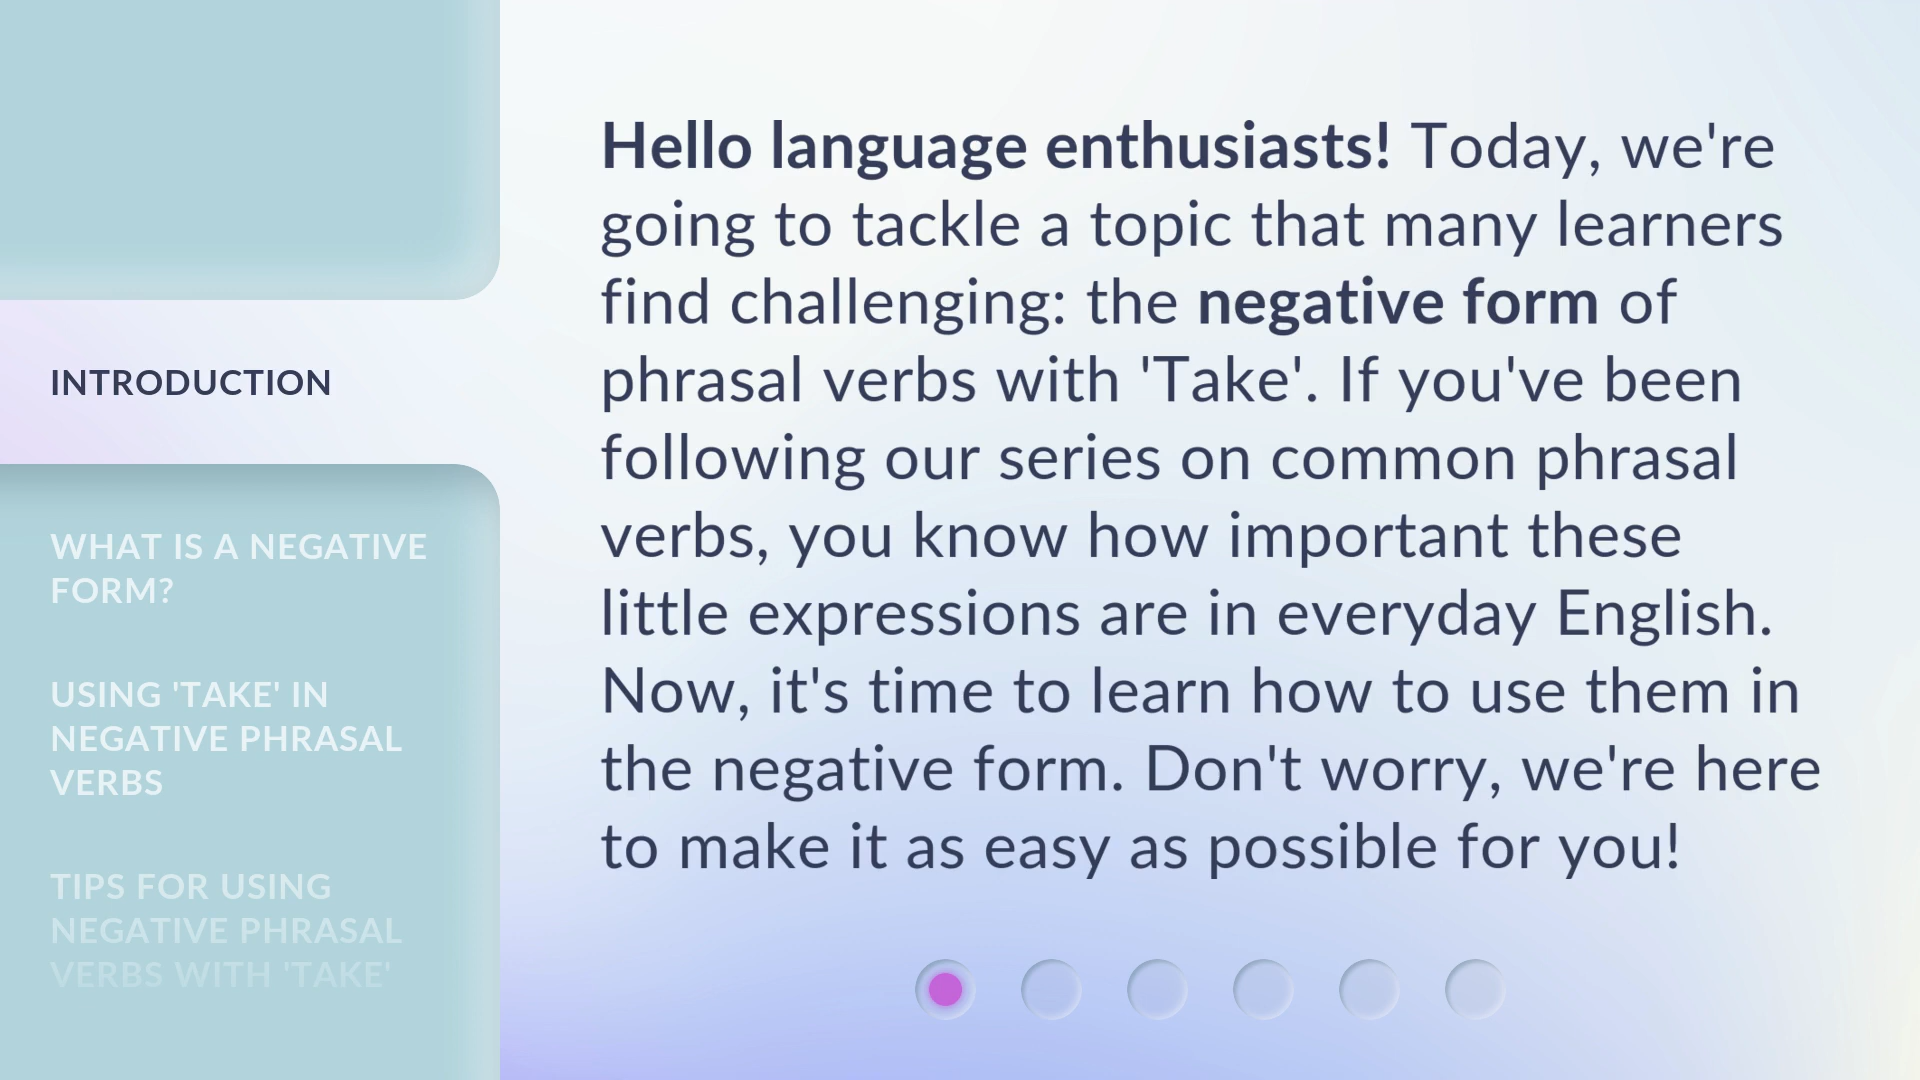 INTRODUCTION
WHAT IS A NEGATIVE
FORM?
USING 'TAKE' IN
NEGATIVE PHRASAL
VERBS
TIPS FOR USING
NEGATIVE PHRASAL
VERBS WITH 'TAKE'
Hello language enthusiasts! Today, we're
going to tackle a topic that many learners
find challenging: the negative form of
phrasal verbs with 'Take'. If you've been
following our series on common phrasal
verbs, you know how important these
little expressions are in everyday English.
Now, it's time to learn how to use them in
the negative form. Don't worry, we're here
to make it as easy as possible for you!